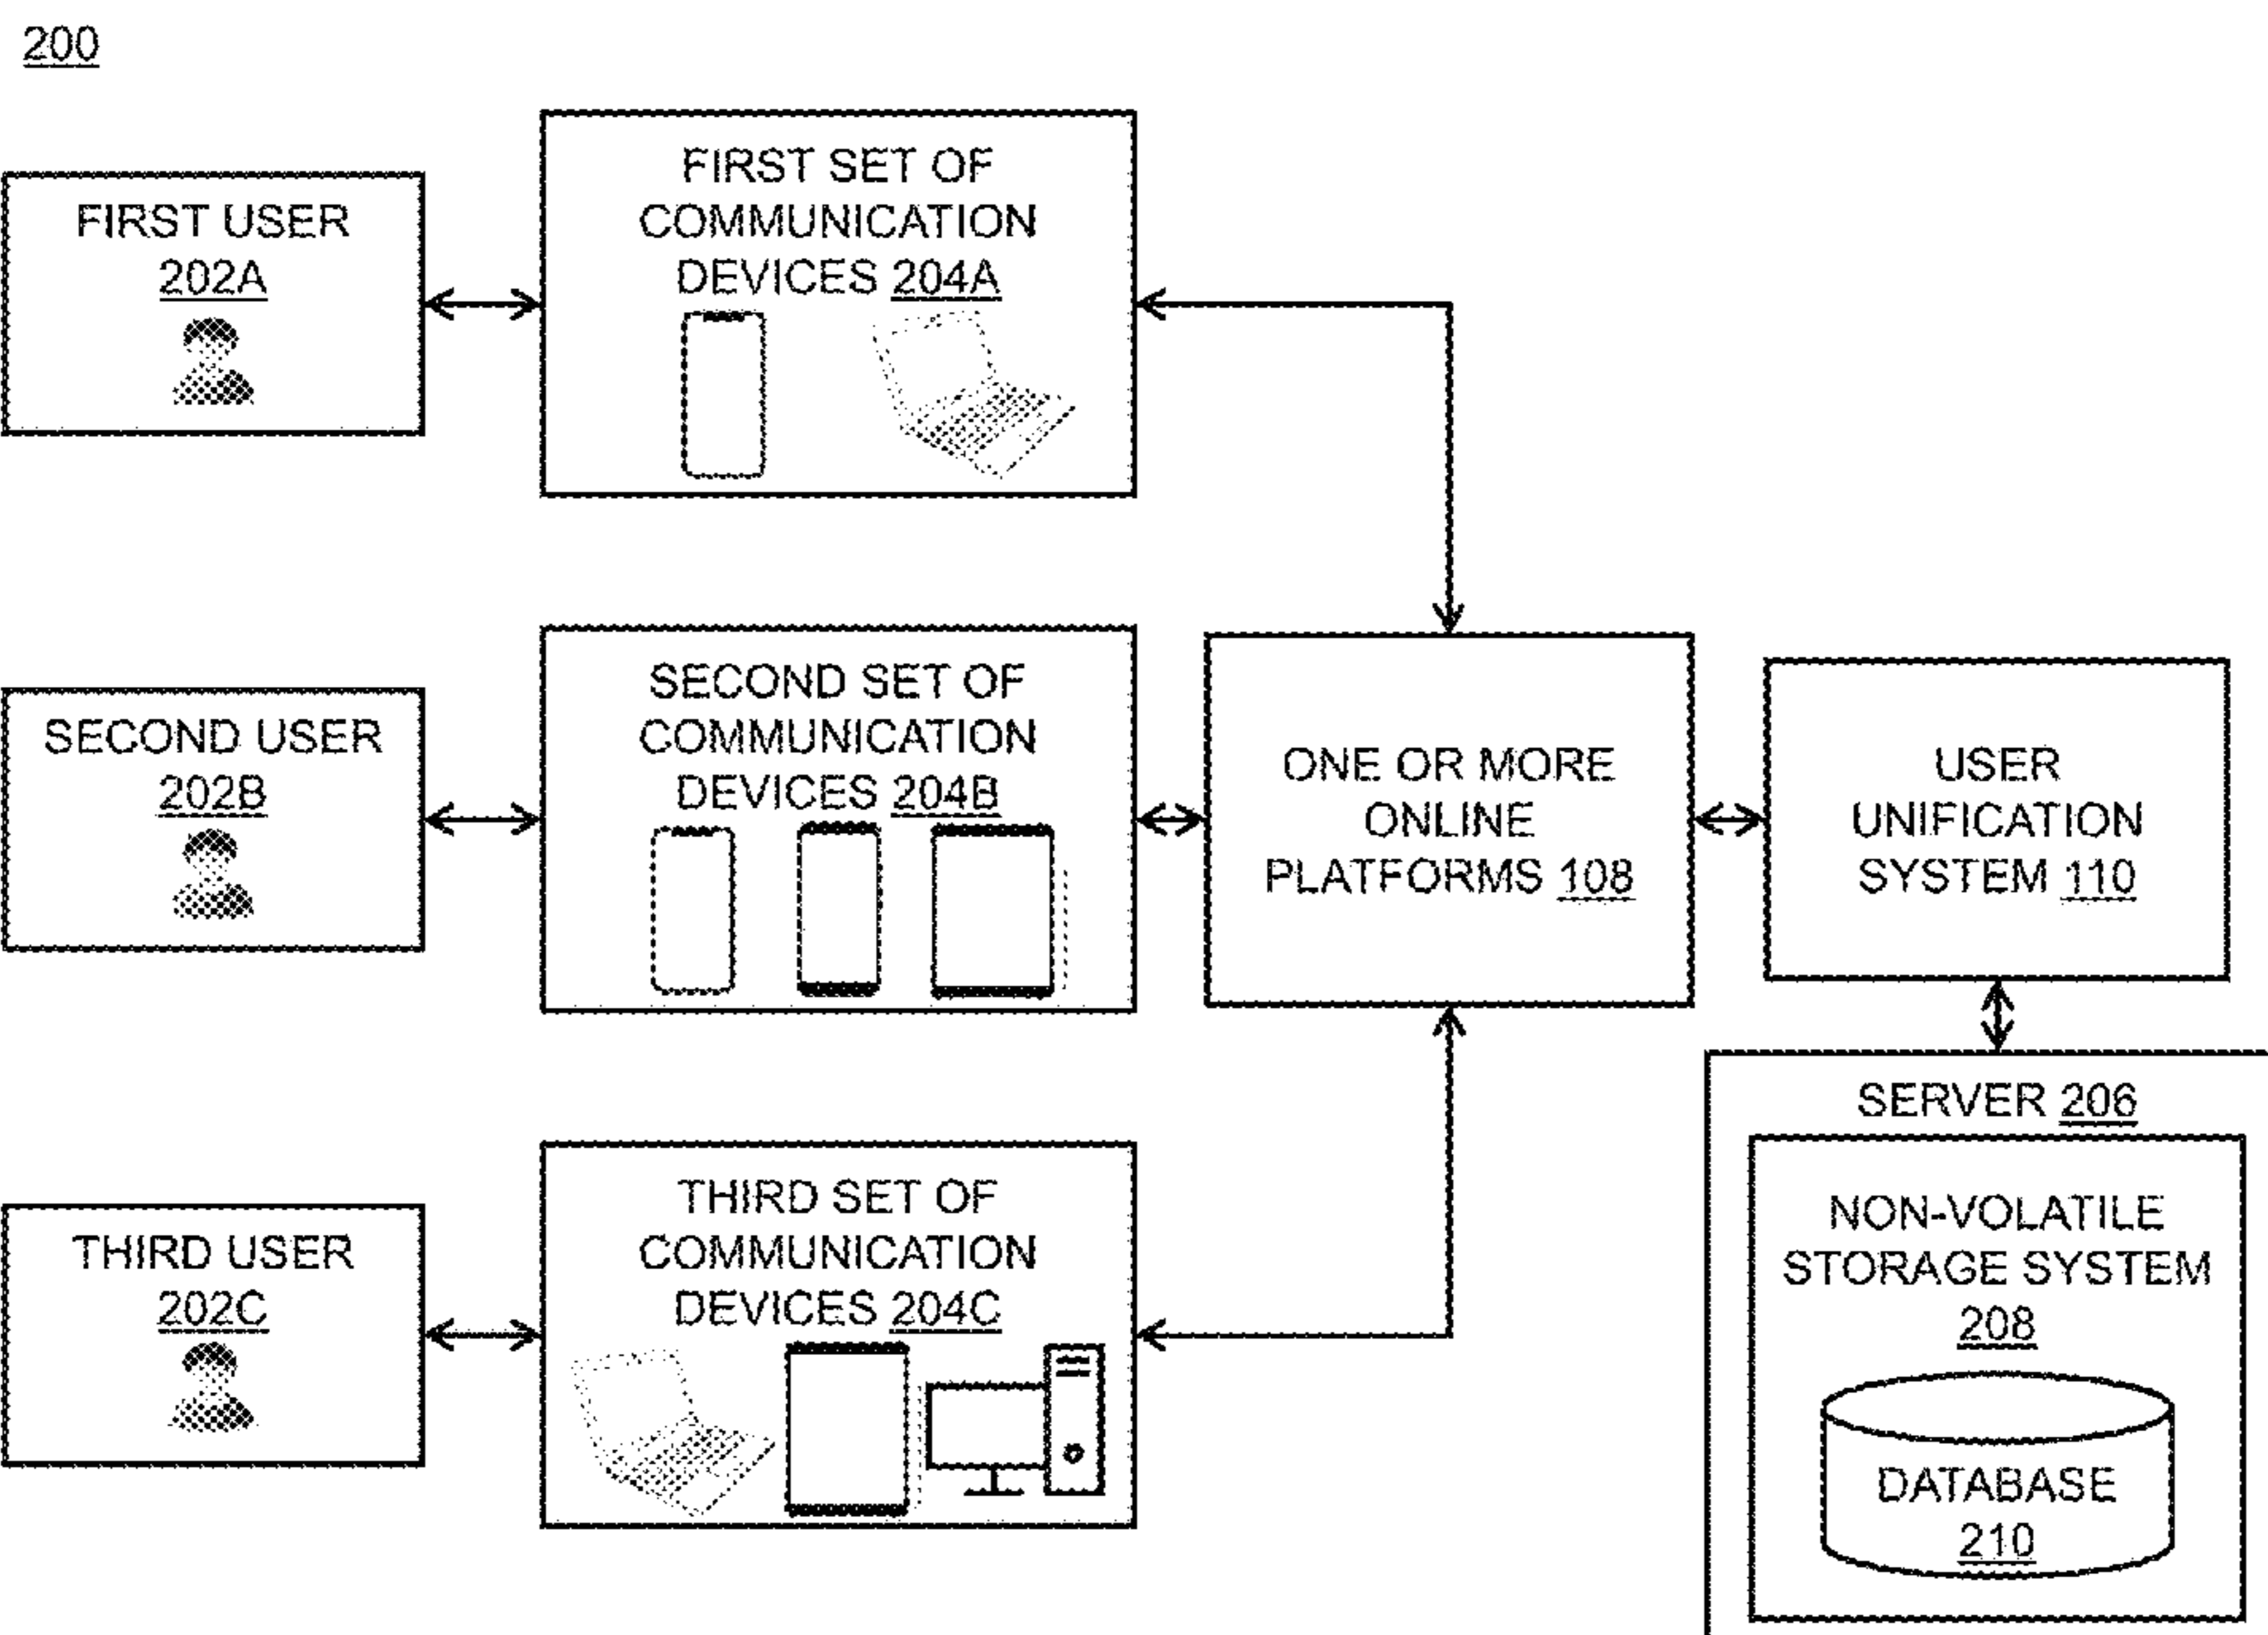 200
FIRST USER
202A
FIRST SET OF
COMMUNICATION
DEVICES 204A
SECOND USER
202B
SECOND SET OF
COMMUNICATION
DEVICES 204B
ONE OR MORE
ONLINE
PLATFORMS 108
USER
UNIFICATION
SYSTEM 110
THIRD USER
202C
THIRD SET OF
COMMUNICATION
DEVICES 204C
SERVER 206
NON-VOLATILE
STORAGE SYSTEM
208
DATABASE
210